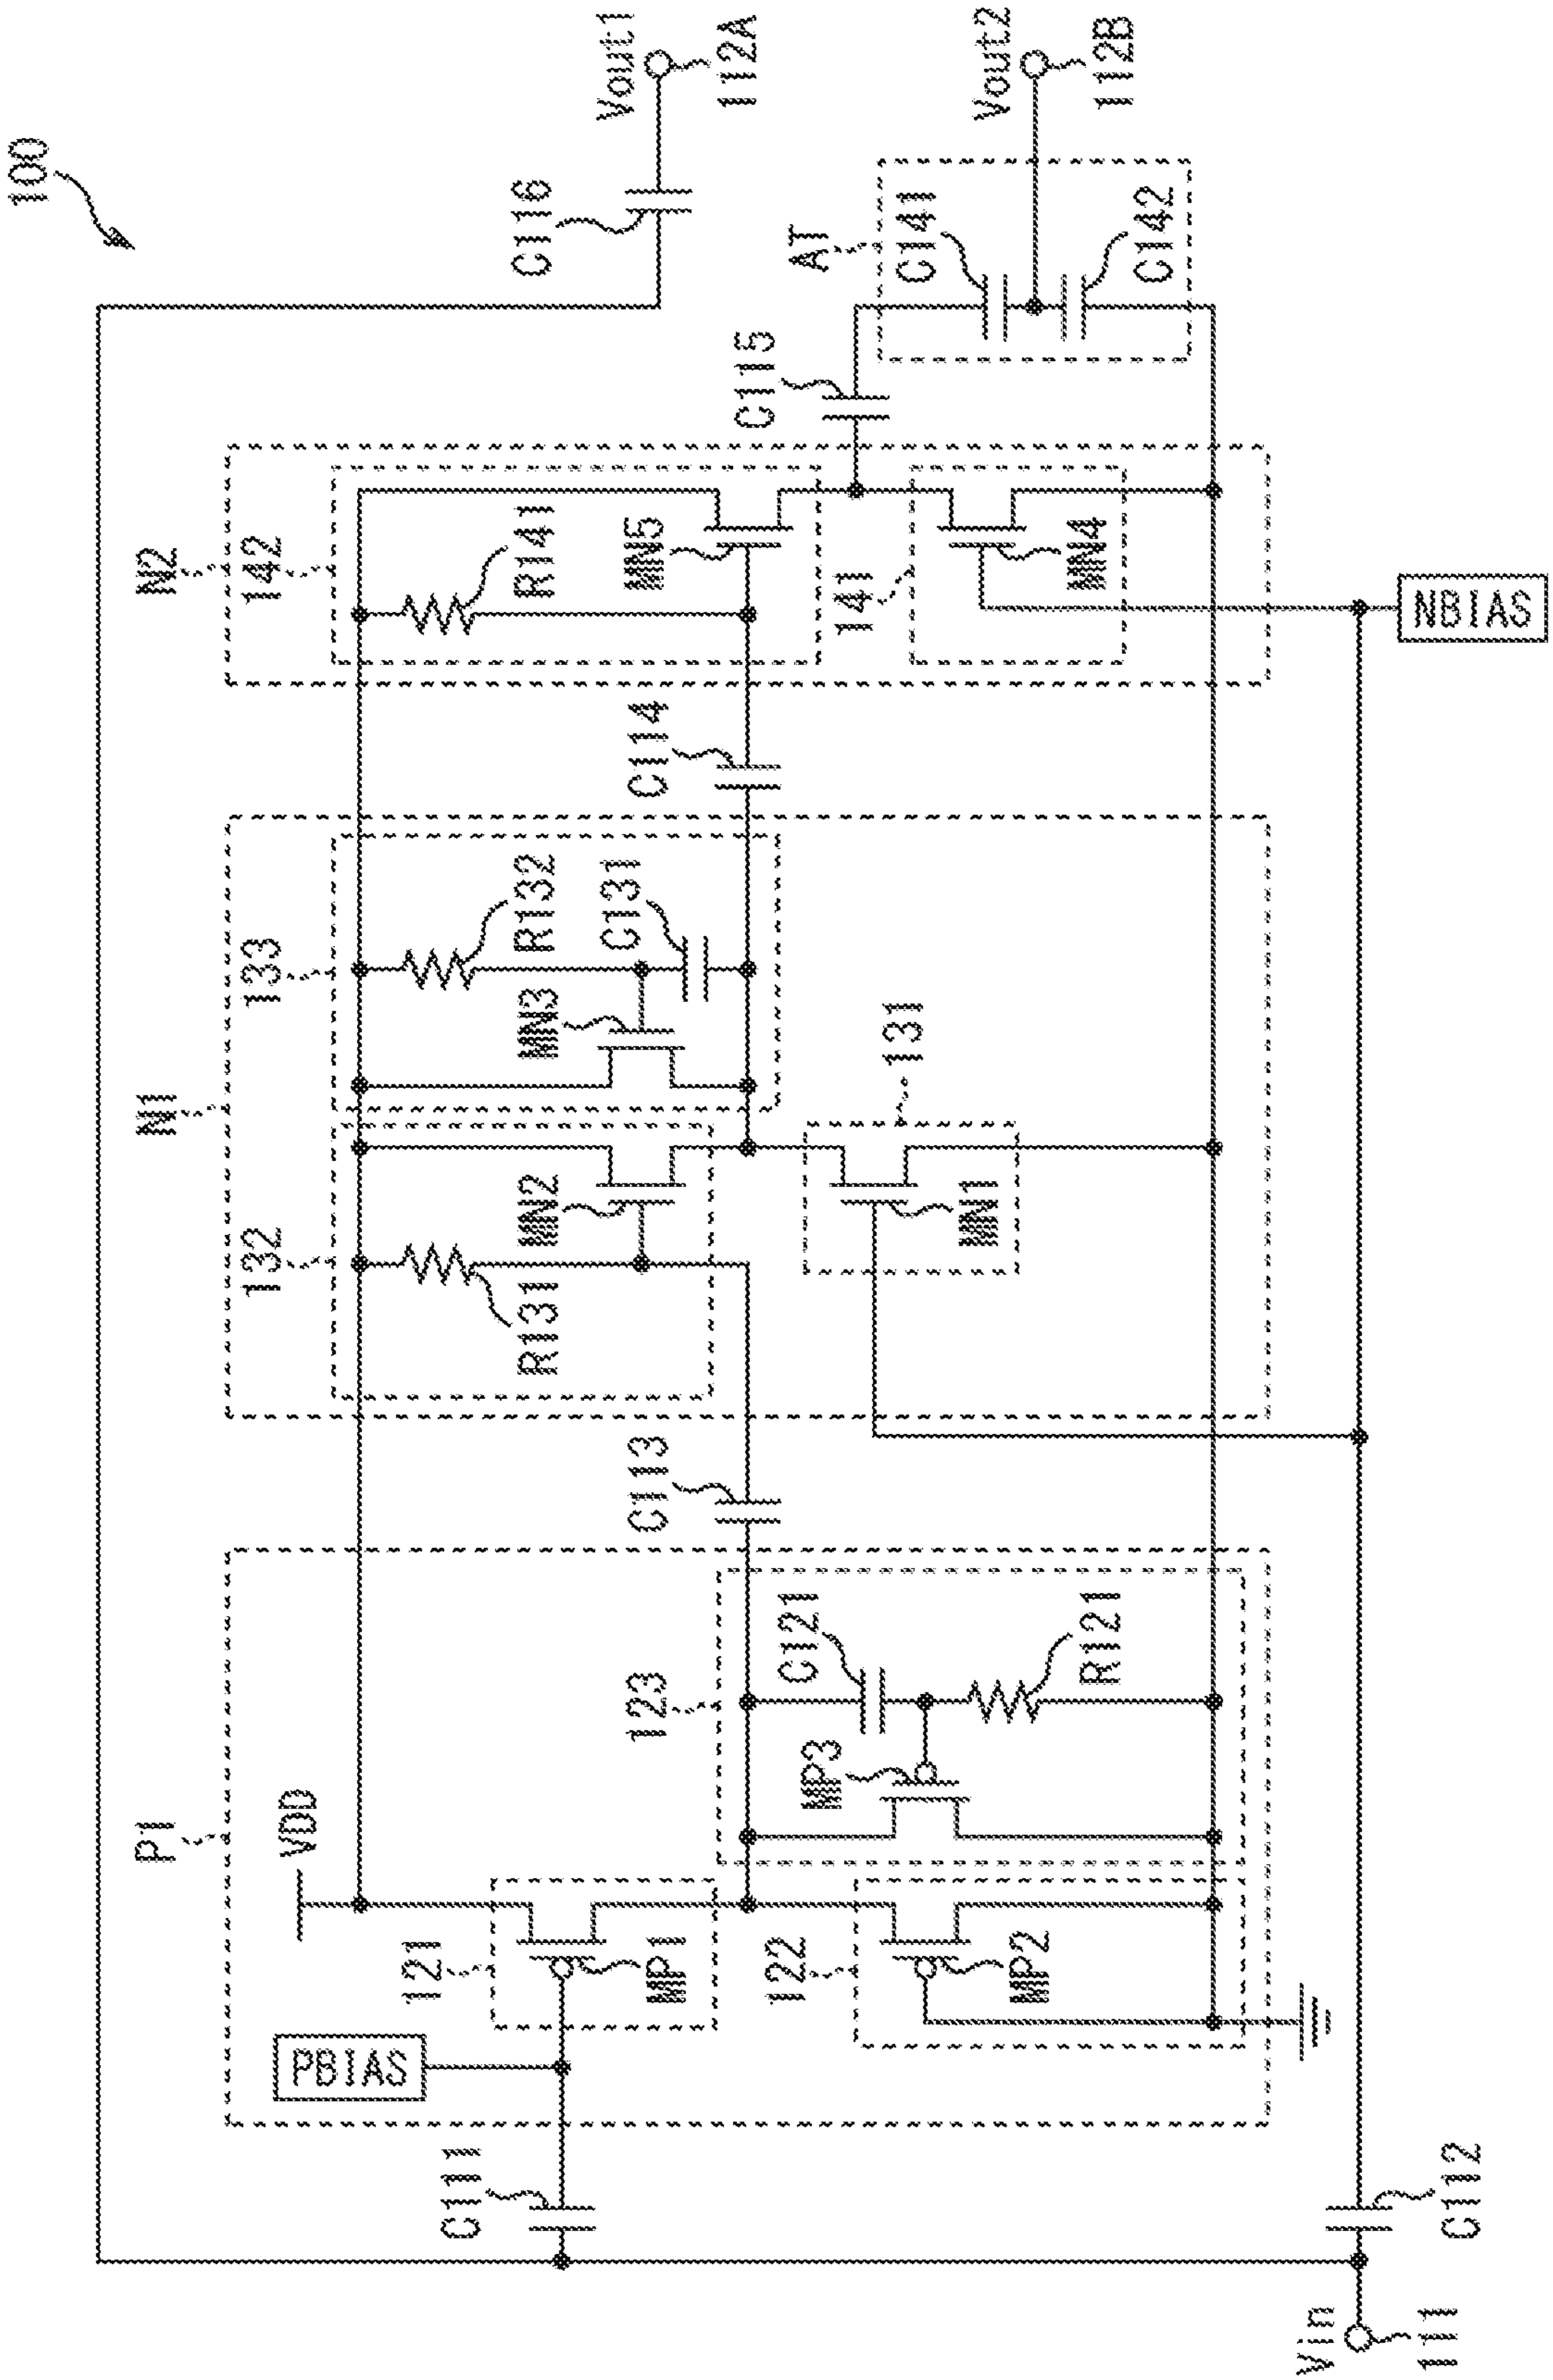 100
Vout1
112A
C116
Vout2
112B
AT
C141
C142
C115
N2
142
R141
MN5
141
MN4
NBIAS
C114
N1
133
R132
C131
MN3
131
132
MN2
R131
MN1
C113
P1
VDD
123
C121
R121
MP3
121
MP1
122
MP2
PBIAS
C111
C112
Vin
111